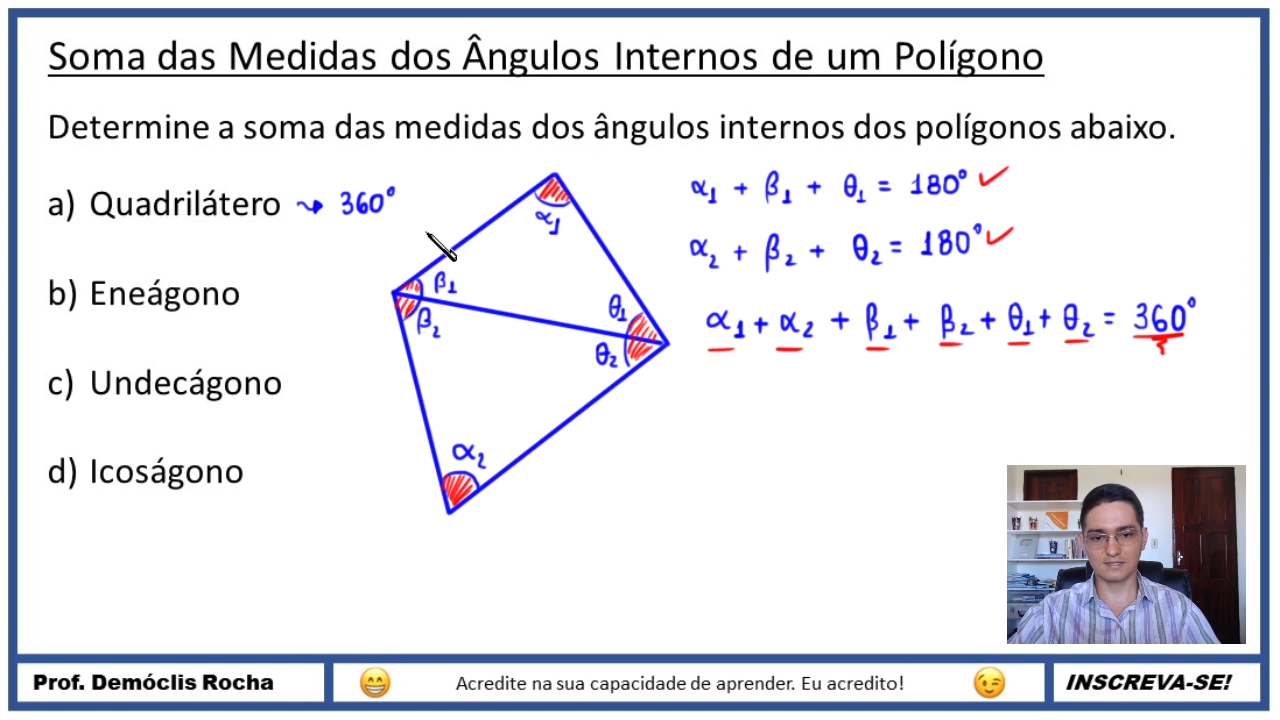 Soma das Medidas dos Ângulos Internos de um Polígono
Determine a soma das medidas dos ângulos internos dos polígonos abaixo.
a) Quadrilátero ⇝ 360°
b) Eneágono
c) Undecágono
d) Icoságono
α₁
β₁
β₂
θ₁
θ₂
α₂
α₁ + β₁ + θ₁ = 180° ✓
α₂ + β₂ + θ₂ = 180° ✓
α₁ + α₂ + β₁ + β₂ + θ₁ + θ₂ = 360°
Prof. Demóclis Rocha
Acredite na sua capacidade de aprender. Eu acredito!
INSCREVA-SE!